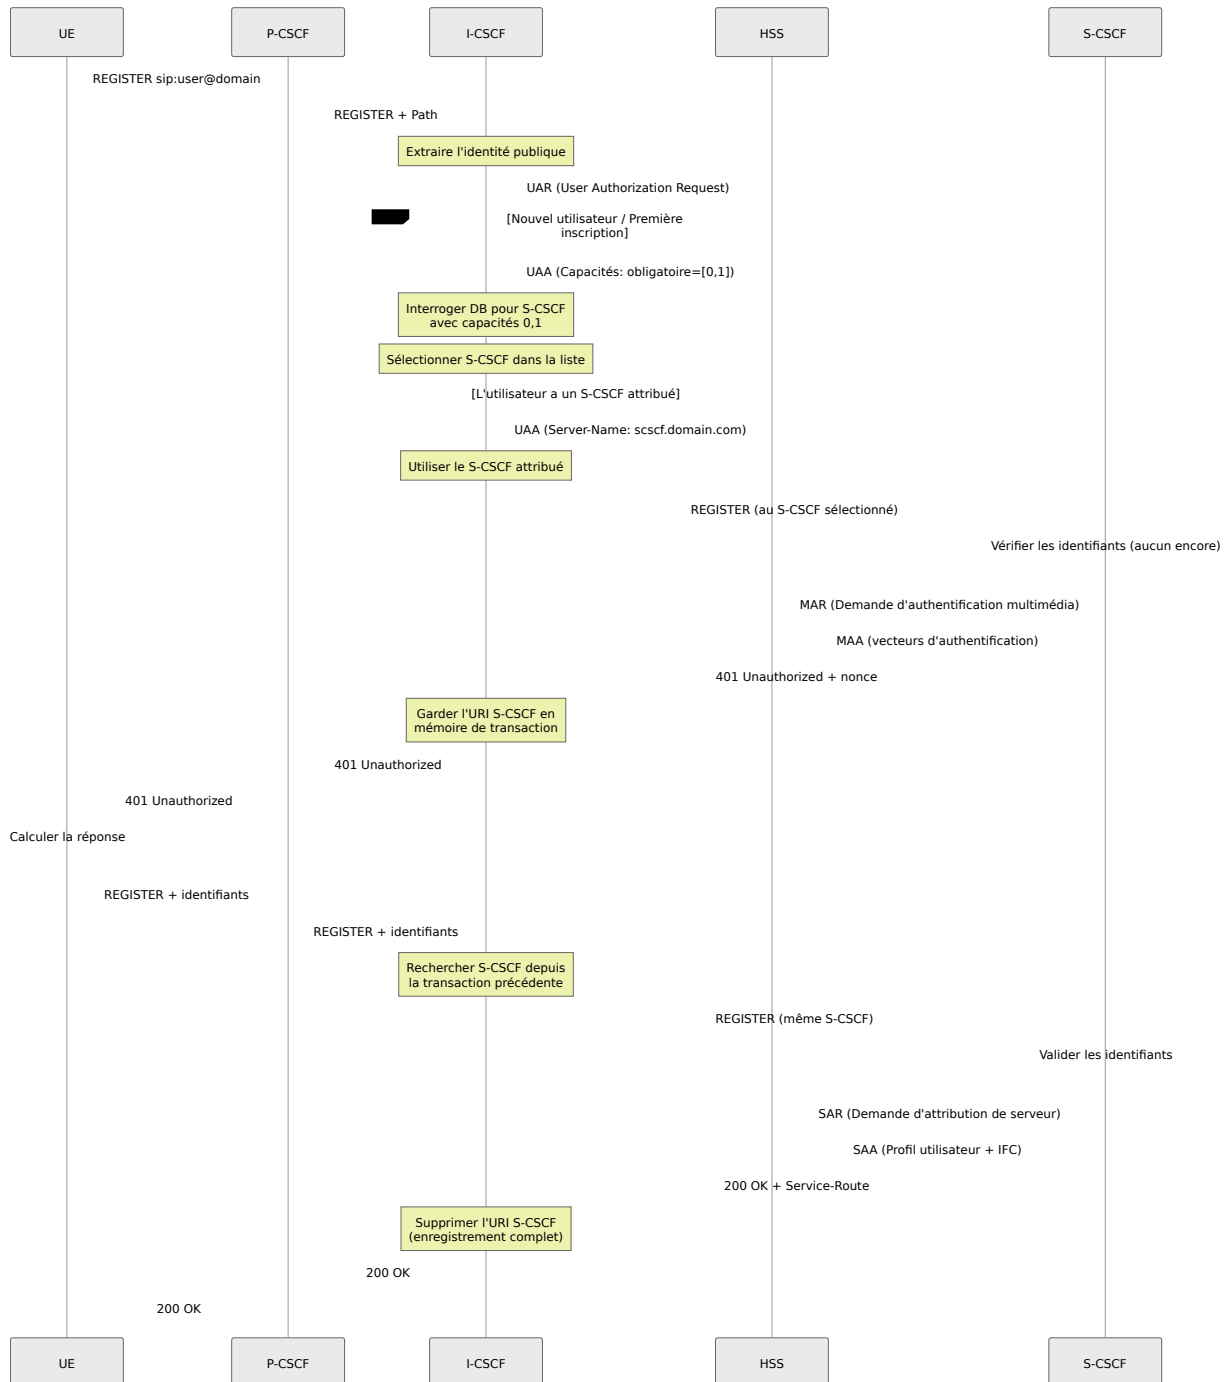 UE
P-CSCF
I-CSCF
HSS
S-CSCF
REGISTER sip:user@domain
REGISTER + Path
Extraire l'identité publique
UAR (User Authorization Request)
[Nouvel utilisateur / Première
inscription]
UAA (Capacités: obligatoire=[0,1])
Interroger DB pour S-CSCF
avec capacités 0,1
Sélectionner S-CSCF dans la liste
[L'utilisateur a un S-CSCF attribué]
UAA (Server-Name: scscf.domain.com)
Utiliser le S-CSCF attribué
REGISTER (au S-CSCF sélectionné)
Vérifier les identifiants (aucun encore)
MAR (Demande d'authentification multimédia)
MAA (vecteurs d'authentification)
401 Unauthorized + nonce
Garder l'URI S-CSCF en
mémoire de transaction
401 Unauthorized
401 Unauthorized
Calculer la réponse
REGISTER + identifiants
REGISTER + identifiants
Rechercher S-CSCF depuis
la transaction précédente
REGISTER (même S-CSCF)
Valider les identifiants
SAR (Demande d'attribution de serveur)
SAA (Profil utilisateur + IFC)
200 OK + Service-Route
Supprimer l'URI S-CSCF
(enregistrement complet)
200 OK
200 OK
UE
P-CSCF
I-CSCF
HSS
S-CSCF